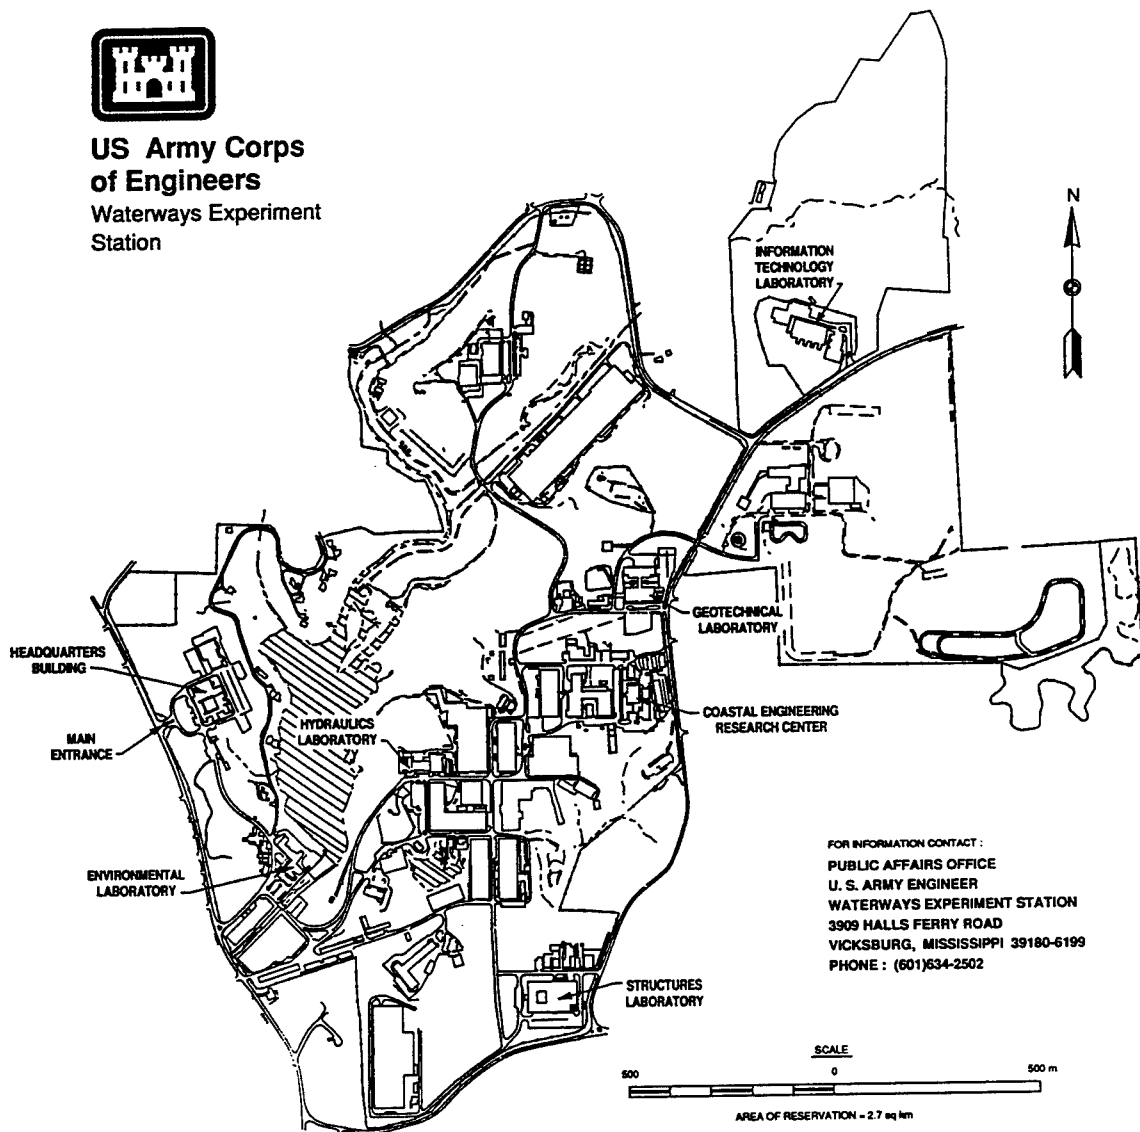 US Army Corps
of Engineers
Waterways Experiment
Station
N
INFORMATION
TECHNOLOGY
LABORATORY
GEOTECHNICAL
LABORATORY
HEADQUARTERS
BUILDING
MAIN
ENTRANCE
HYDRAULICS
LABORATORY
COASTAL ENGINEERING
RESEARCH CENTER
ENVIRONMENTAL
LABORATORY
STRUCTURES
LABORATORY
FOR INFORMATION CONTACT :
PUBLIC AFFAIRS OFFICE
U. S. ARMY ENGINEER
WATERWAYS EXPERIMENT STATION
3909 HALLS FERRY ROAD
VICKSBURG, MISSISSIPPI 39180-6199
PHONE : (601)634-2502
SCALE
500 0 500 m
AREA OF RESERVATION = 2.7 sq km